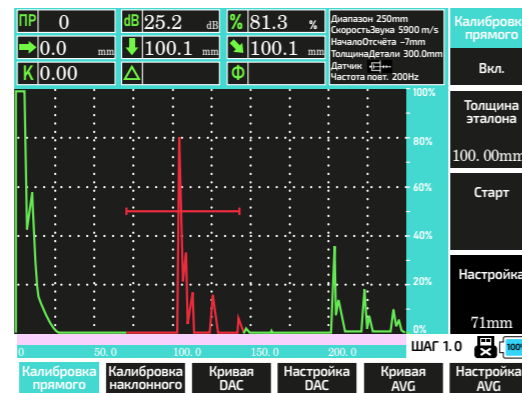 ПР 0 dB 25.2 dB % 81.3 %
0.0 mm 100.1 mm 100.1 mm
К 0.00 Δ Φ
Диапазон 250mm
СкоростьЗвука 5900 m/s
НачалоОтсчёта -7mm
ТолщинаДетали 300.0mm
Датчик
Частота повт. 200Hz
Калибровка
прямого
Вкл.
Толщина
эталона
100.00mm
Старт
Настройка
71mm
100%
80%
60%
40%
20%
0%
0 50.0 100.0 150.0 200.0
ШАГ 1.0 100%
Калибровка
прямого
Калибровка
наклонного
Кривая
DAC
Настройка
DAC
Кривая
AVG
Настройка
AVG